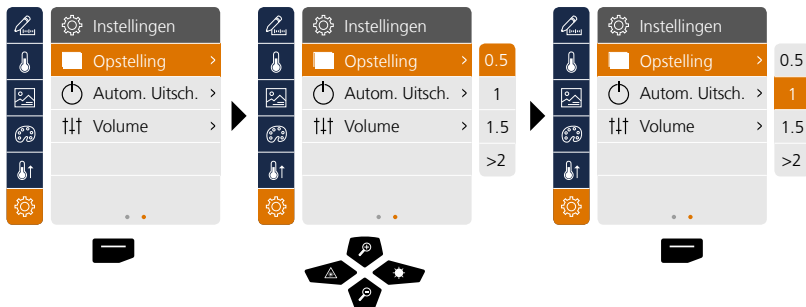 Instellingen
Opstelling
Autom. Uitsch.
Volume
Instellingen
Opstelling
Autom. Uitsch.
Volume
0.5
1
1.5
>2
Instellingen
Opstelling
Autom. Uitsch.
Volume
0.5
1
1.5
>2